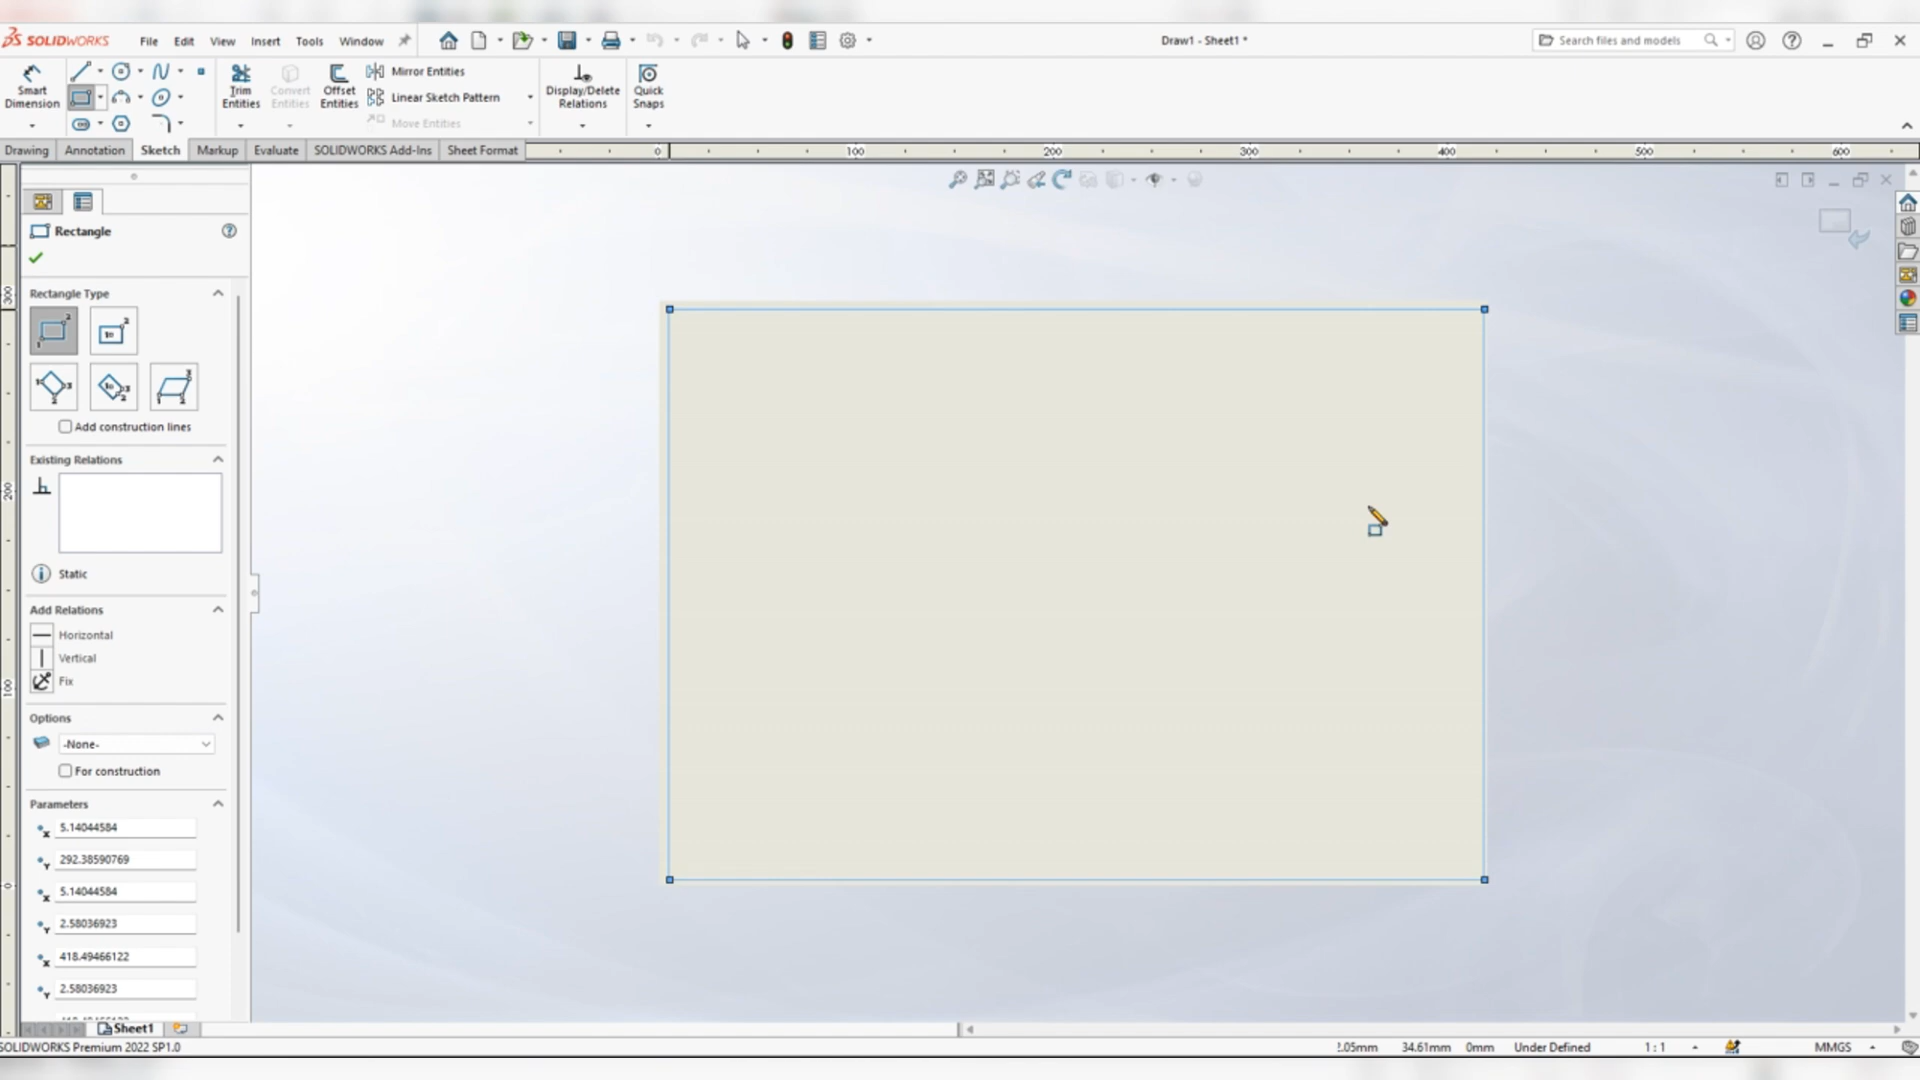 SOLIDWORKS File Edit View Insert Tools Window Draw1 - Sheet1 * Search files and models
Smart Dimension
Trim Entities
Convert Entities
Offset Entities
Mirror Entities
Linear Sketch Pattern
Move Entities
Display/Delete Relations
Quick Snaps
Drawing Annotation Sketch Markup Evaluate SOLIDWORKS Add-Ins Sheet Format
0 100 200 300 400 500 600
Rectangle
Rectangle Type
Add construction lines
Existing Relations
Static
Add Relations
Horizontal
Vertical
Fix
Options
-None-
For construction
Parameters
5.14044584
292.38590769
5.14044584
2.58036923
418.49466122
2.58036923
300
200
100
0
Sheet1
SOLIDWORKS Premium 2022 SP1.0 .05mm 34.61mm 0mm Under Defined 1:1 MMGS